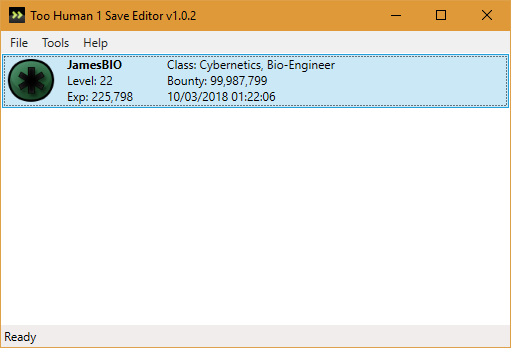 Too Human 1 Save Editor v1.0.2
File Tools Help
JamesBIO Class: Cybernetics, Bio-Engineer
Level: 22 Bounty: 99,987,799
Exp: 225,798 10/03/2018 01:22:06
Ready